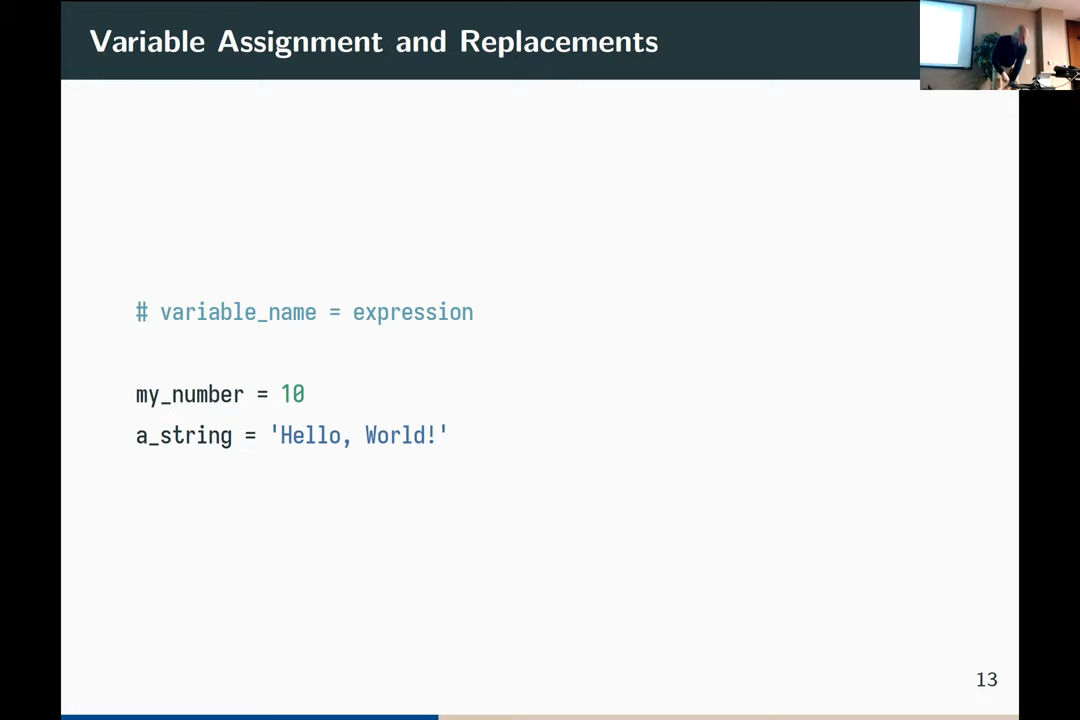 Variable Assignment and Replacements
# variable_name = expression
my_number = 10
a_string = 'Hello, World!'
13